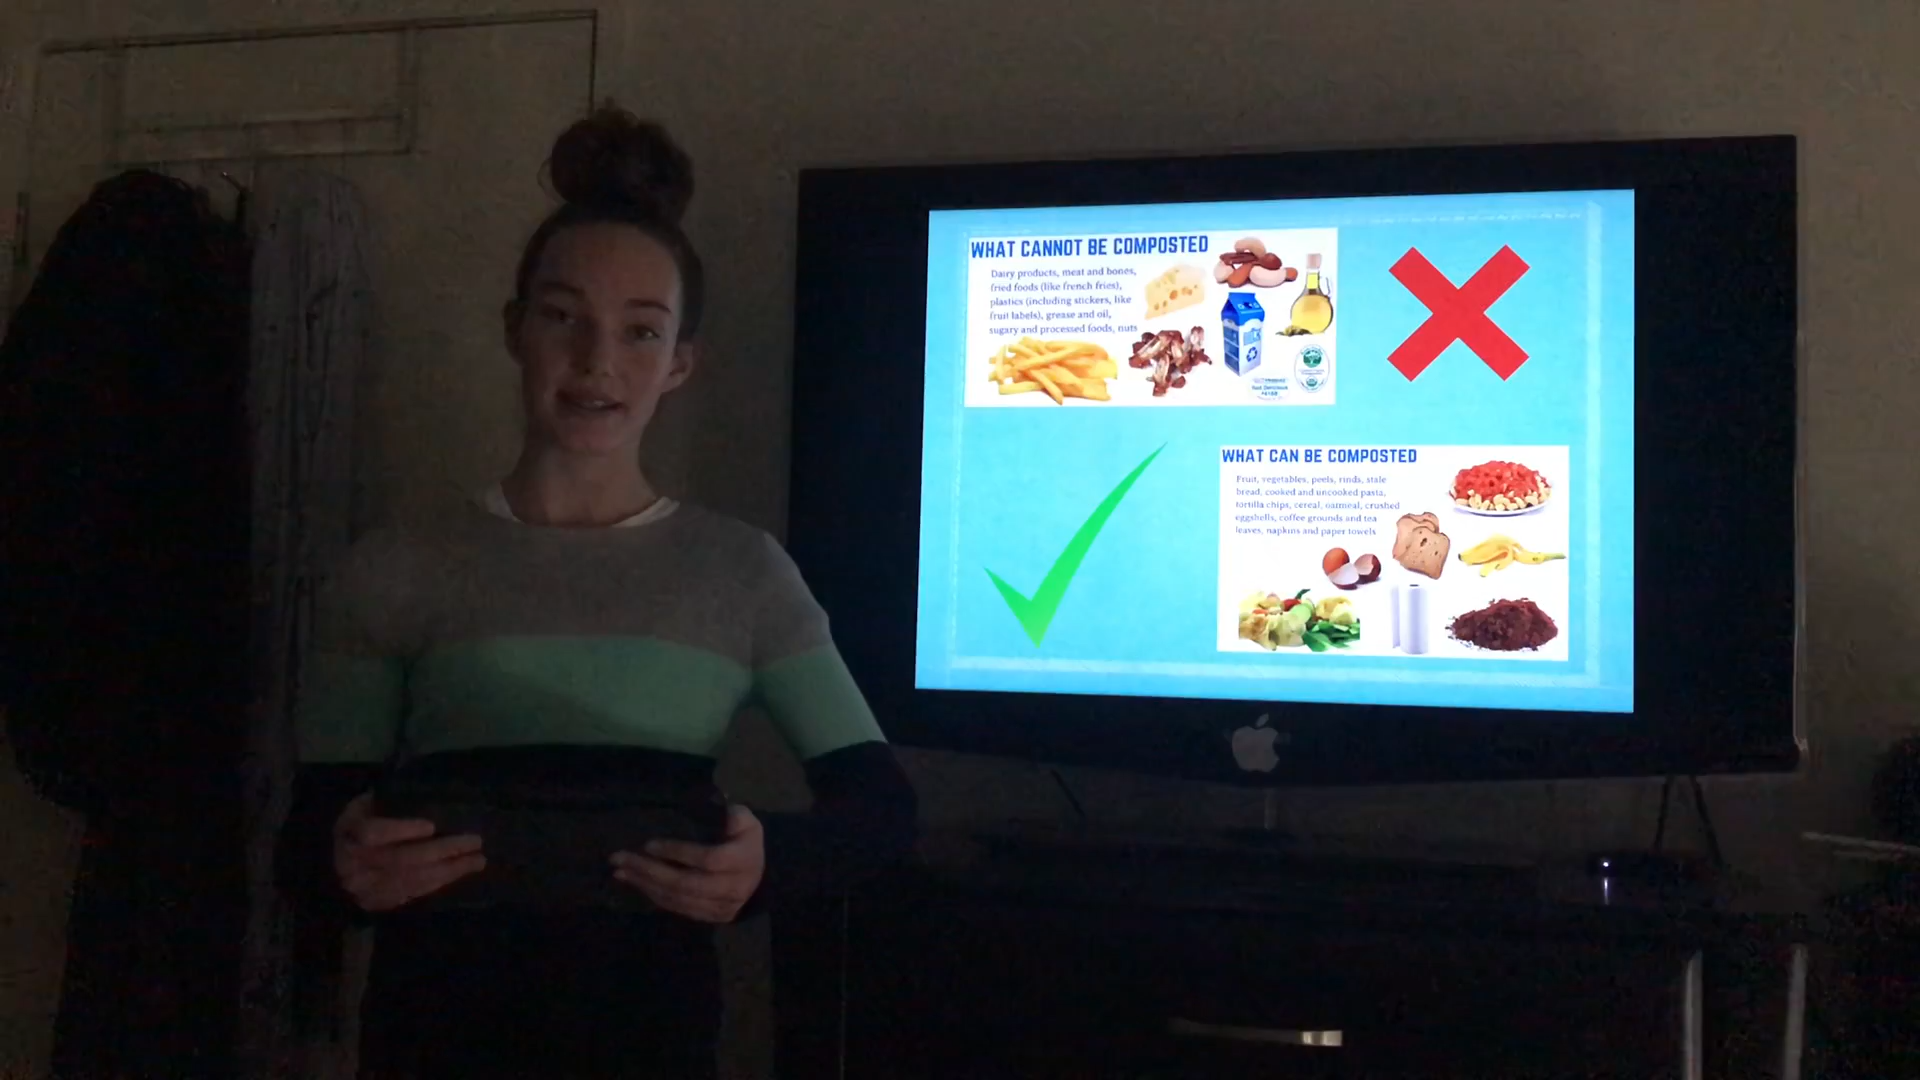 WHAT CANNOT BE COMPOSTED
Dairy products, meat and bones,
fried foods (like french fries),
plastics (including stickers, like
fruit labels), grease and oil,
sugary and processed foods, nuts
WHAT CAN BE COMPOSTED
Fruit, vegetables, peels, rinds, stale
bread, cooked and uncooked pasta,
tortilla chips, cereal, oatmeal, crushed
eggshells, coffee grounds and tea
leaves, napkins and paper towels